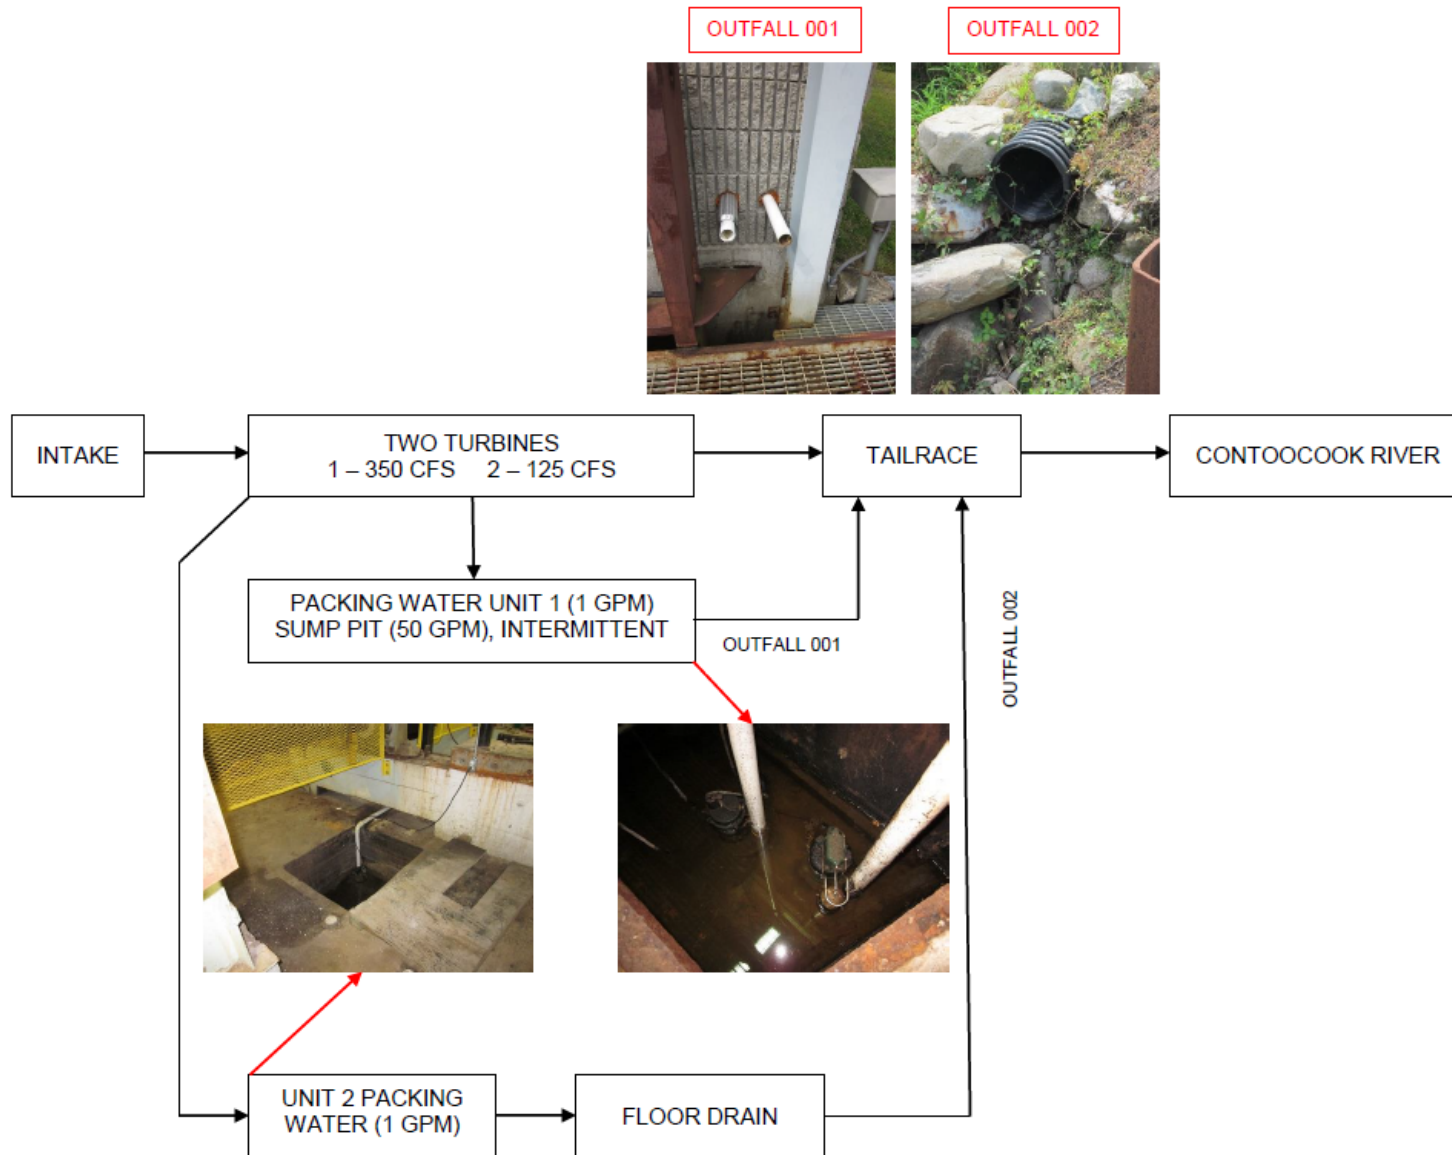 OUTFALL 001
OUTFALL 002
INTAKE
TWO TURBINES
1 – 350 CFS 2 – 125 CFS
TAILRACE
CONTOOCOOK RIVER
PACKING WATER UNIT 1 (1 GPM)
SUMP PIT (50 GPM), INTERMITTENT
OUTFALL 001
OUTFALL 002
UNIT 2 PACKING
WATER (1 GPM)
FLOOR DRAIN